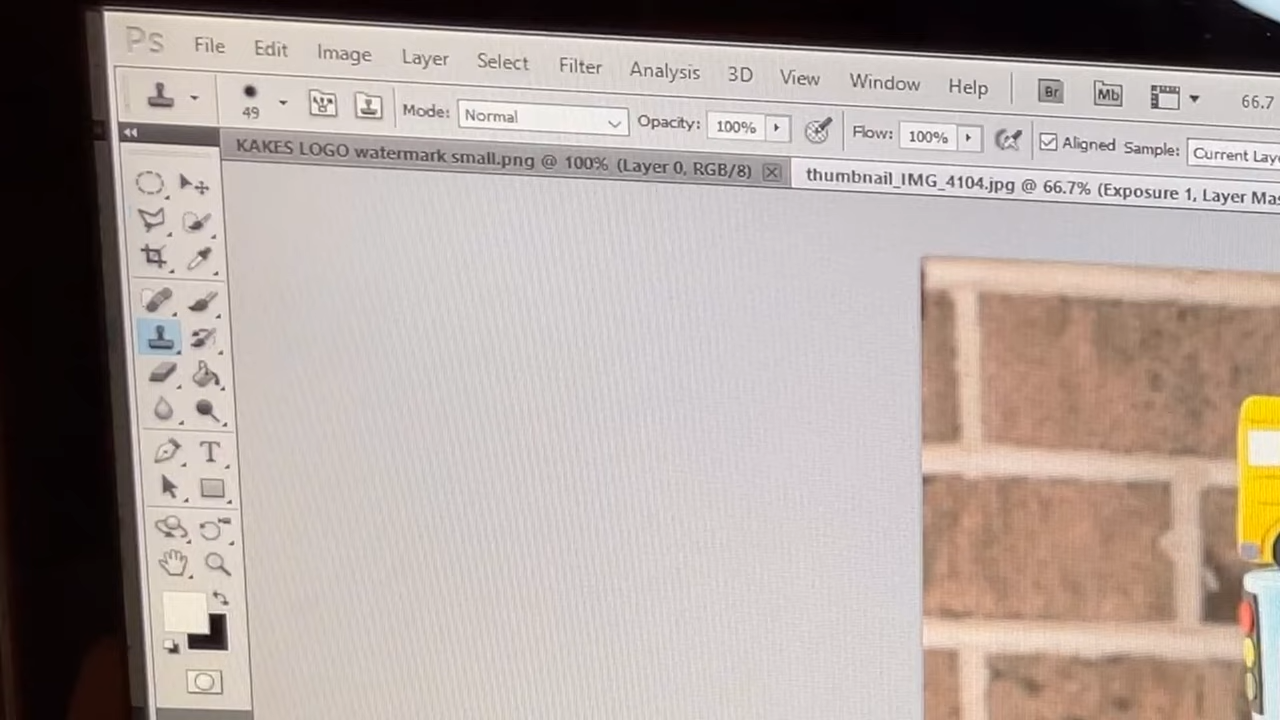 Ps File Edit Image Layer Select Filter Analysis 3D View Window Help Br Mb 66.7
49 Mode: Normal Opacity: 100% Flow: 100% Aligned Sample: Current Laye
KAKES LOGO watermark small.png @ 100% (Layer 0, RGB/8) thumbnail_IMG_4104.jpg @ 66.7% (Exposure 1, Layer Mas
T